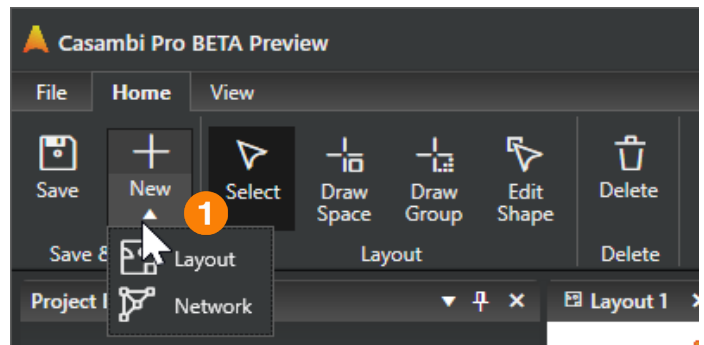 Casambi Pro BETA Preview
File Home View
Save New Select Draw Space Draw Group Edit Shape Delete
1
Save & Layout Delete
Layout
Network
Project Layout 1